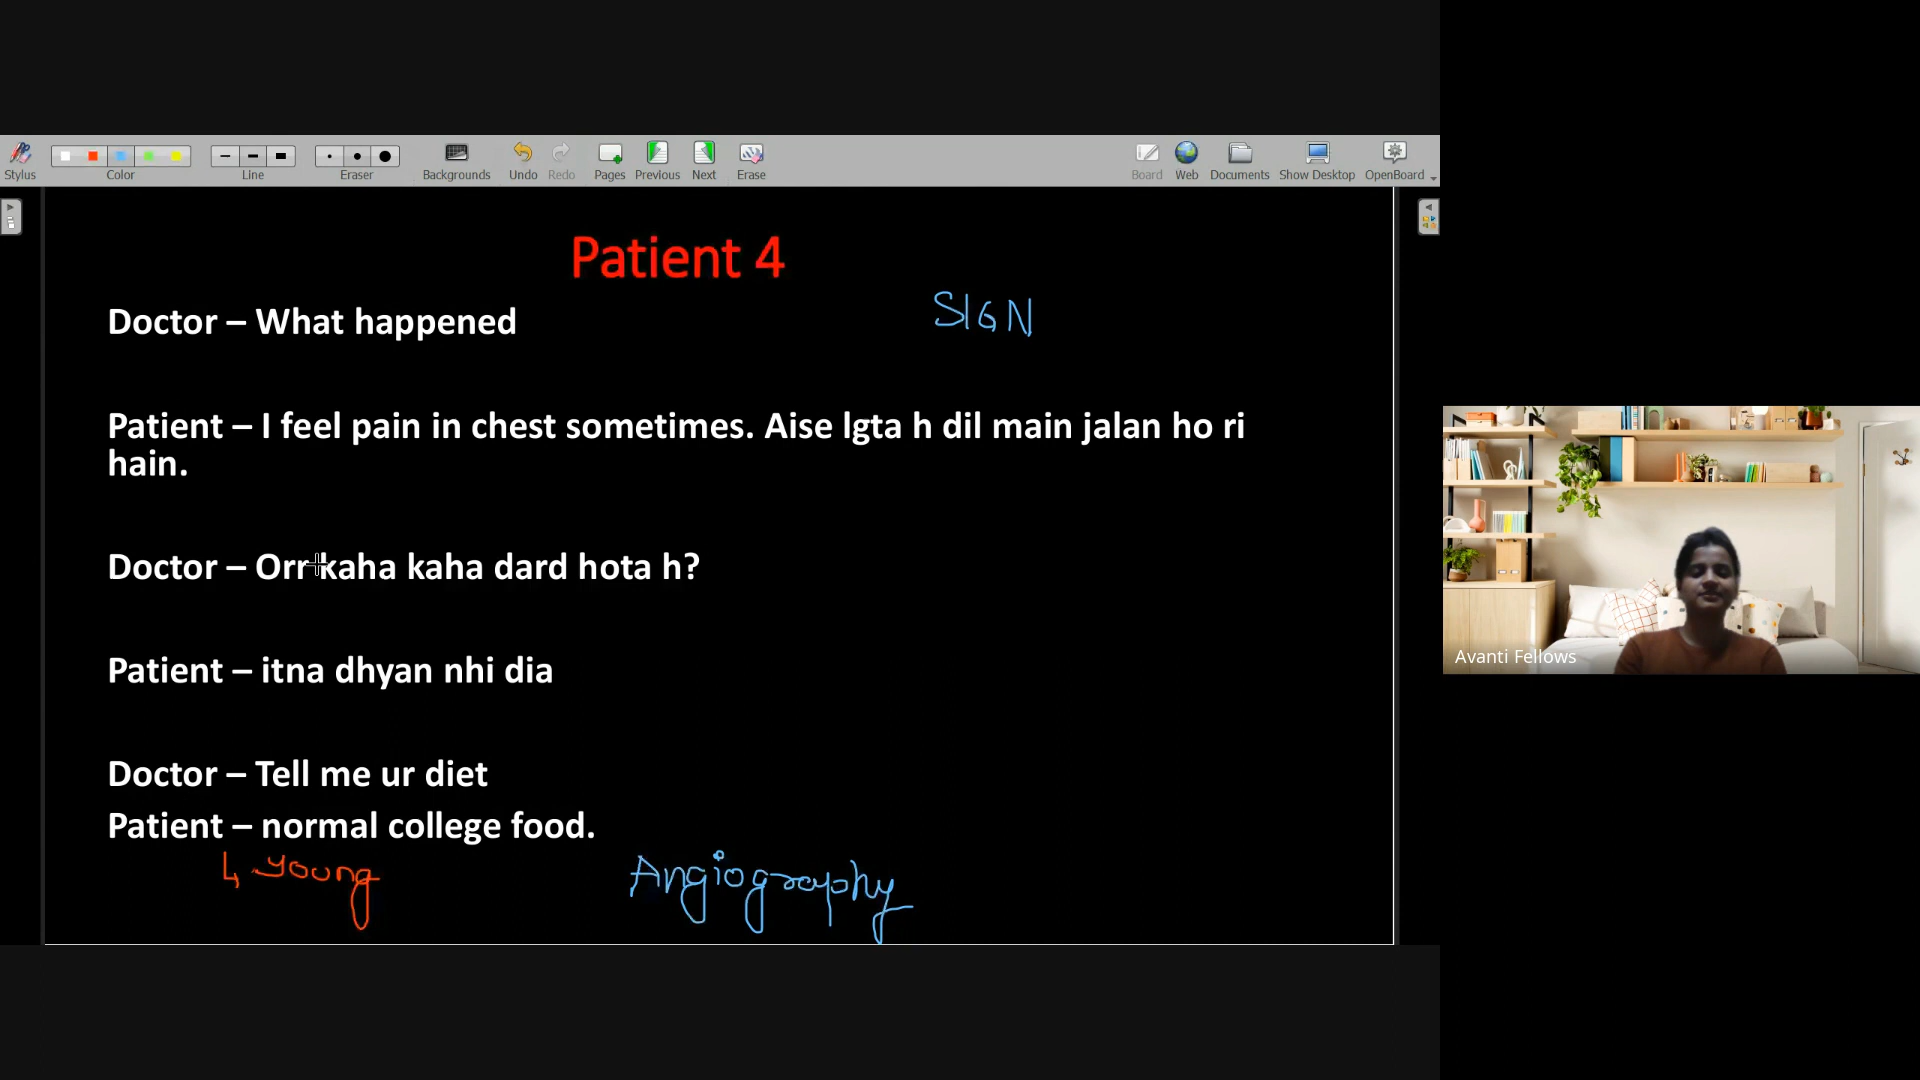 Stylus
Color
Line
Eraser
Backgrounds
Undo
Redo
Pages
Previous
Next
Erase
Board
Web
Documents
Show Desktop
OpenBoard
Patient 4
SIGN
Doctor – What happened
Patient – I feel pain in chest sometimes. Aise lgta h dil main jalan ho ri
hain.
Doctor – Orr kaha kaha dard hota h?
Patient – itna dhyan nhi dia
Doctor – Tell me ur diet
Patient – normal college food.
↳ Young
Angiography
Avanti Fellows